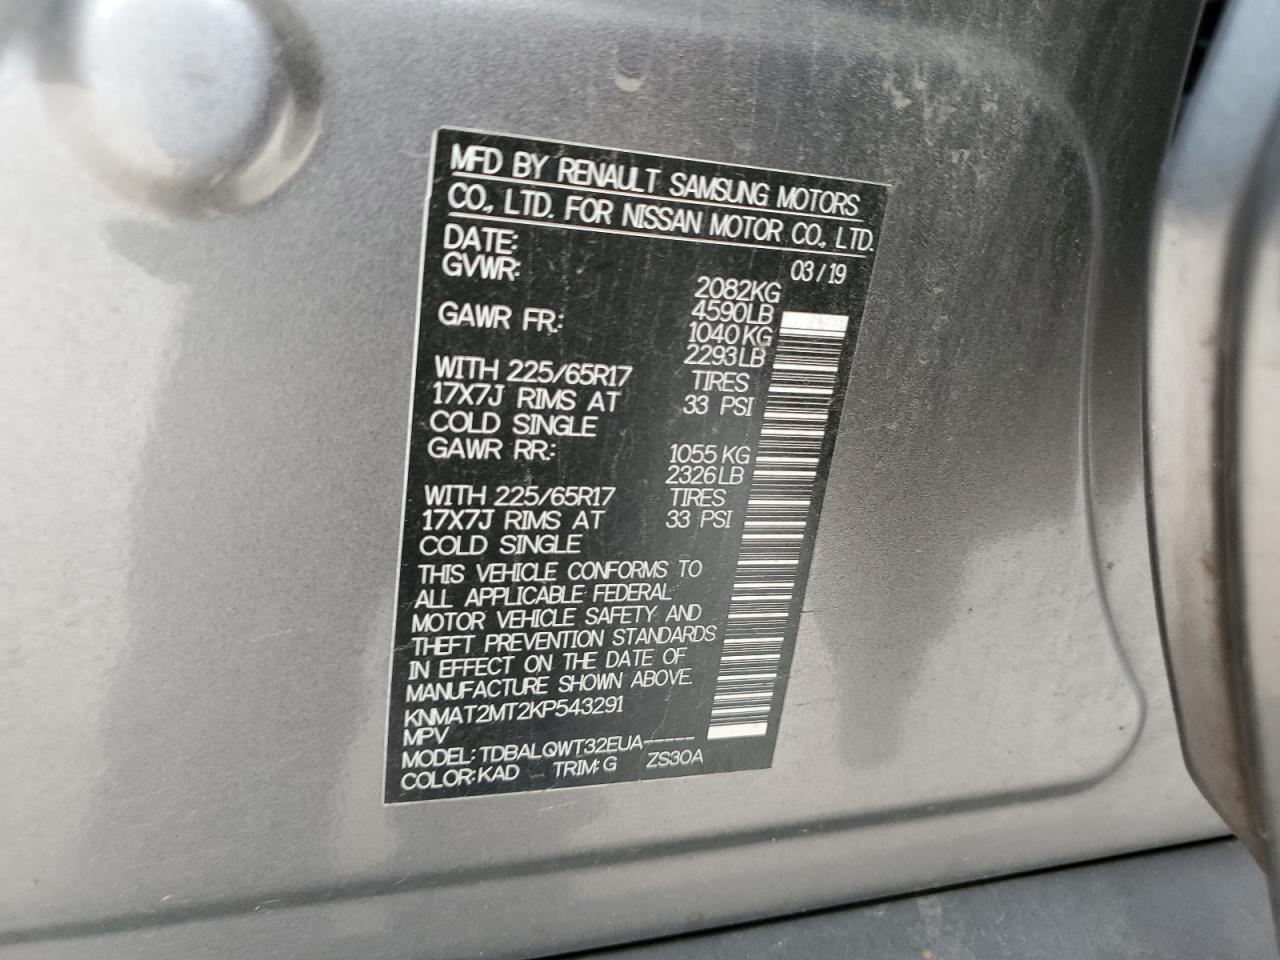 MFD BY RENAULT SAMSUNG MOTORS
CO., LTD. FOR NISSAN MOTOR CO., LTD.
DATE: 03/19
GVWR: 2082KG
4590LB
GAWR FR.: 1040KG
2293LB
WITH 225/65R17 TIRES
17X7J RIMS AT 33 PSI
COLD SINGLE
GAWR RR.: 1055KG
2326LB
WITH 225/65R17 TIRES
17X7J RIMS AT 33 PSI
COLD SINGLE
THIS VEHICLE CONFORMS TO
ALL APPLICABLE FEDERAL
MOTOR VEHICLE SAFETY AND
THEFT PREVENTION STANDARDS
IN EFFECT ON THE DATE OF
MANUFACTURE SHOWN ABOVE.
KNMAT2MT2KP543291
MPV
MODEL: TDBALQWT32EUA-----
COLOR: KAD TRIM: G ZS30A